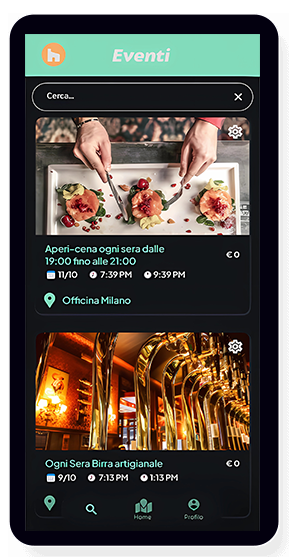 Eventi
Cerca...
Aperi-cena ogni sera dalle
19:00 fino alle 21:00
€0
11/10 7:39 PM 9:39 PM
Officina Milano
Ogni Sera Birra artigianale
€0
9/10 7:13 PM 1:13 PM
Home
Profilo